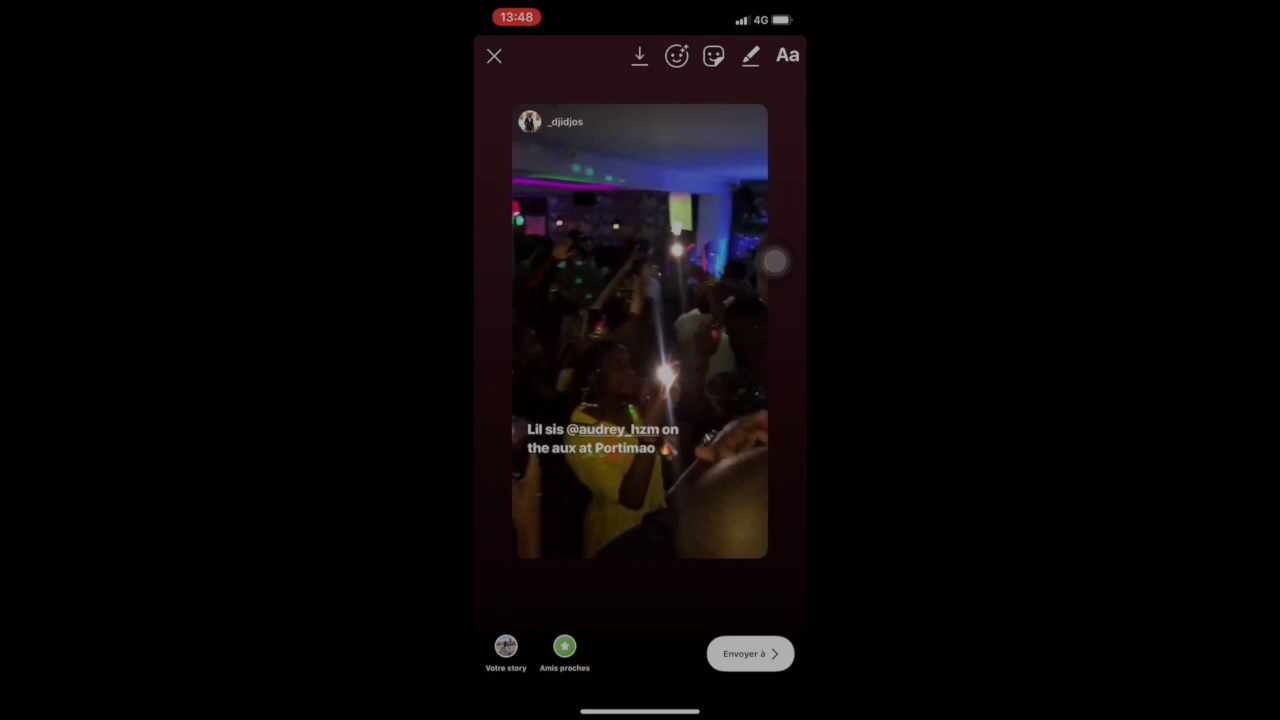 13:48
4G
Aa
_djidjos
Lil sis @audrey_hzm on
the aux at Portimao 🔥
Votre story
Amis proches
Envoyer à